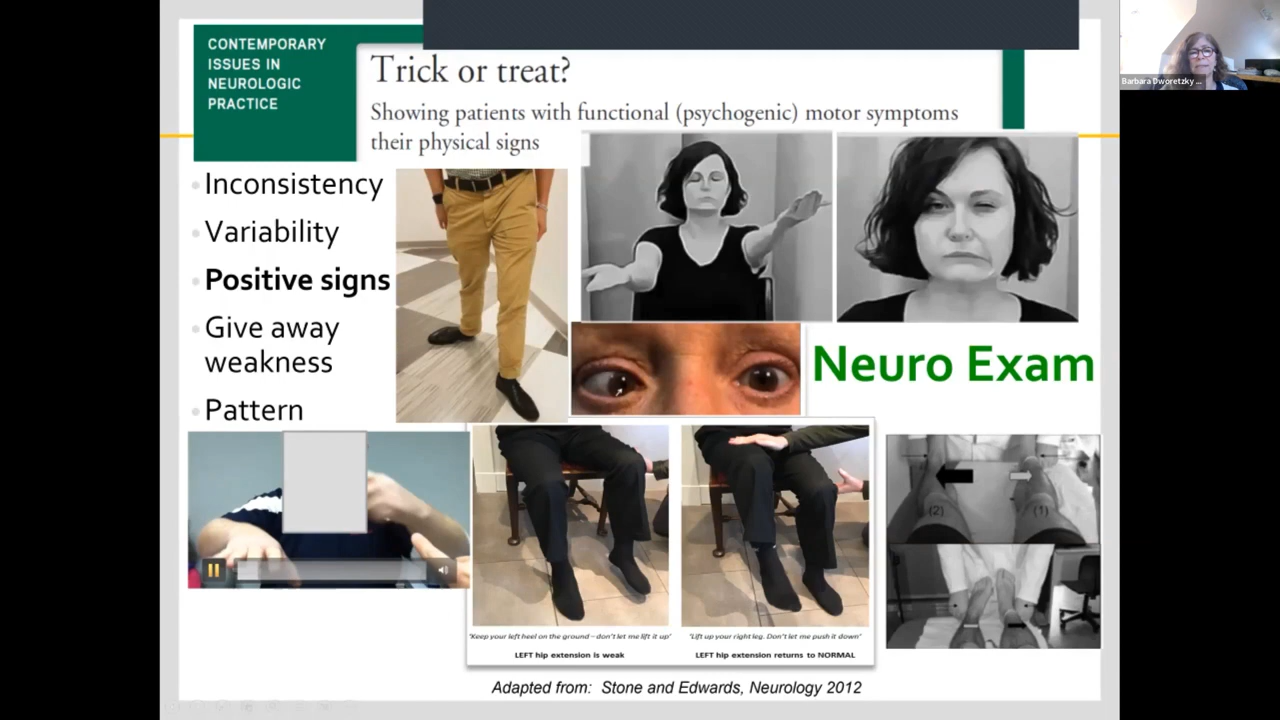 CONTEMPORARY
ISSUES IN
NEUROLOGIC
PRACTICE
Trick or treat?
Showing patients with functional (psychogenic) motor symptoms
their physical signs
Inconsistency
Variability
Positive signs
Give away
weakness
Pattern
Neuro Exam
(2)
(1)
"Keep your left heel on the ground – don't let me lift it up"
LEFT hip extension is weak
"Lift up your right leg. Don't let me push it down"
LEFT hip extension returns to NORMAL
Adapted from: Stone and Edwards, Neurology 2012
Barbara Dworetzky ...